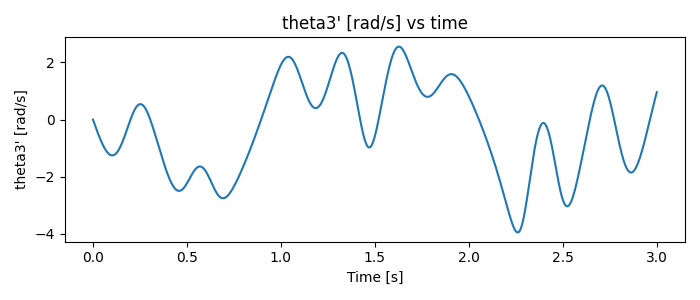 theta3' [rad/s] vs time
theta3' [rad/s]
2
0
−2
−4
0.0 0.5 1.0 1.5 2.0 2.5 3.0
Time [s]